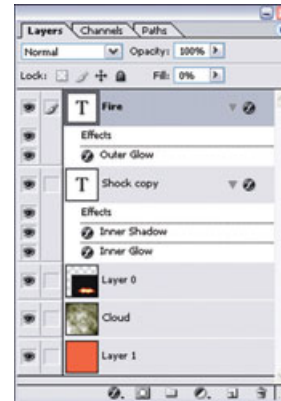 Layers Channels Paths
Normal Opacity: 100%
Lock: Fill: 0%
T Fire
Effects
Outer Glow
T Shock copy
Effects
Inner Shadow
Inner Glow
Layer 0
Cloud
Layer 1